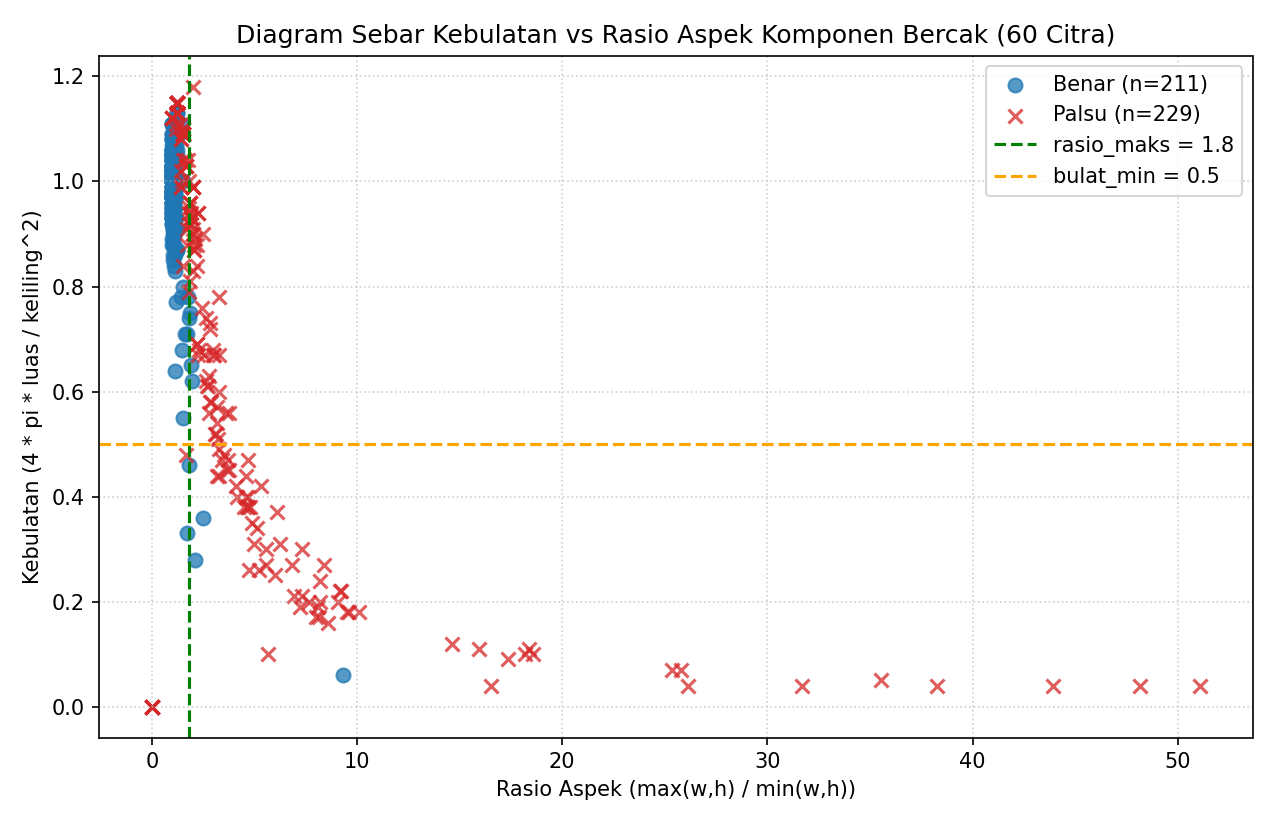 Diagram Sebar Kebulatan vs Rasio Aspek Komponen Bercak (60 Citra)
Benar (n=211)
Palsu (n=229)
rasio_maks = 1.8
bulat_min = 0.5
Kebulatan (4 * pi * luas / keliling^2)
1.2
1.0
0.8
0.6
0.4
0.2
0.0
0 10 20 30 40 50
Rasio Aspek (max(w,h) / min(w,h))